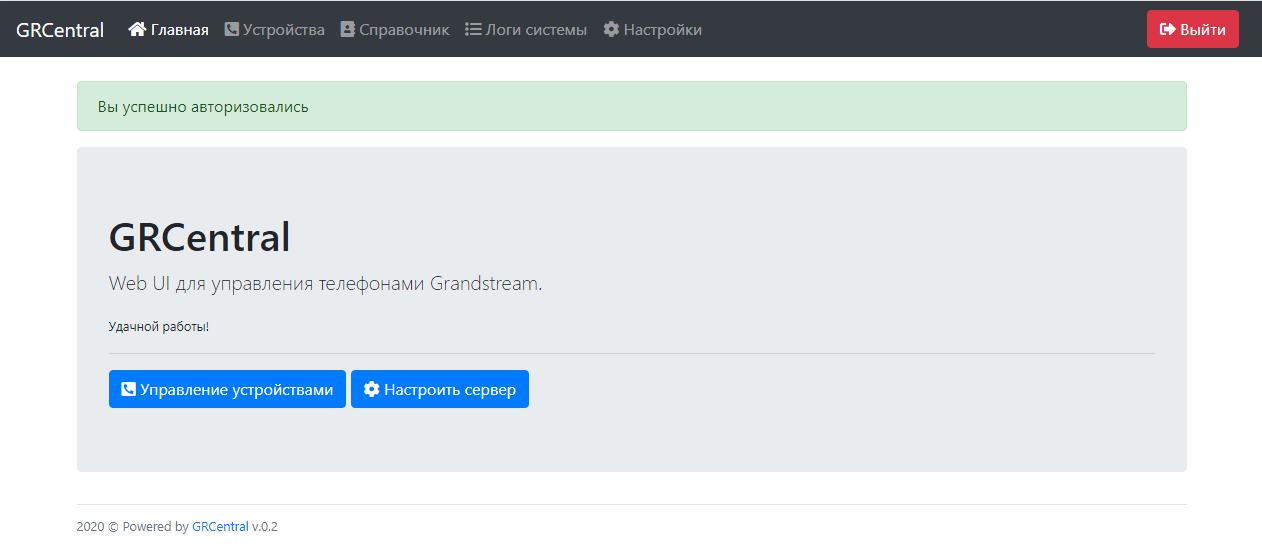 GRCentral Главная Устройства Справочник Логи системы Настройки Выйти
Вы успешно авторизовались
GRCentral
Web UI для управления телефонами Grandstream.
Удачной работы!
Управление устройствами Настроить сервер
2020 © Powered by GRCentral v.0.2